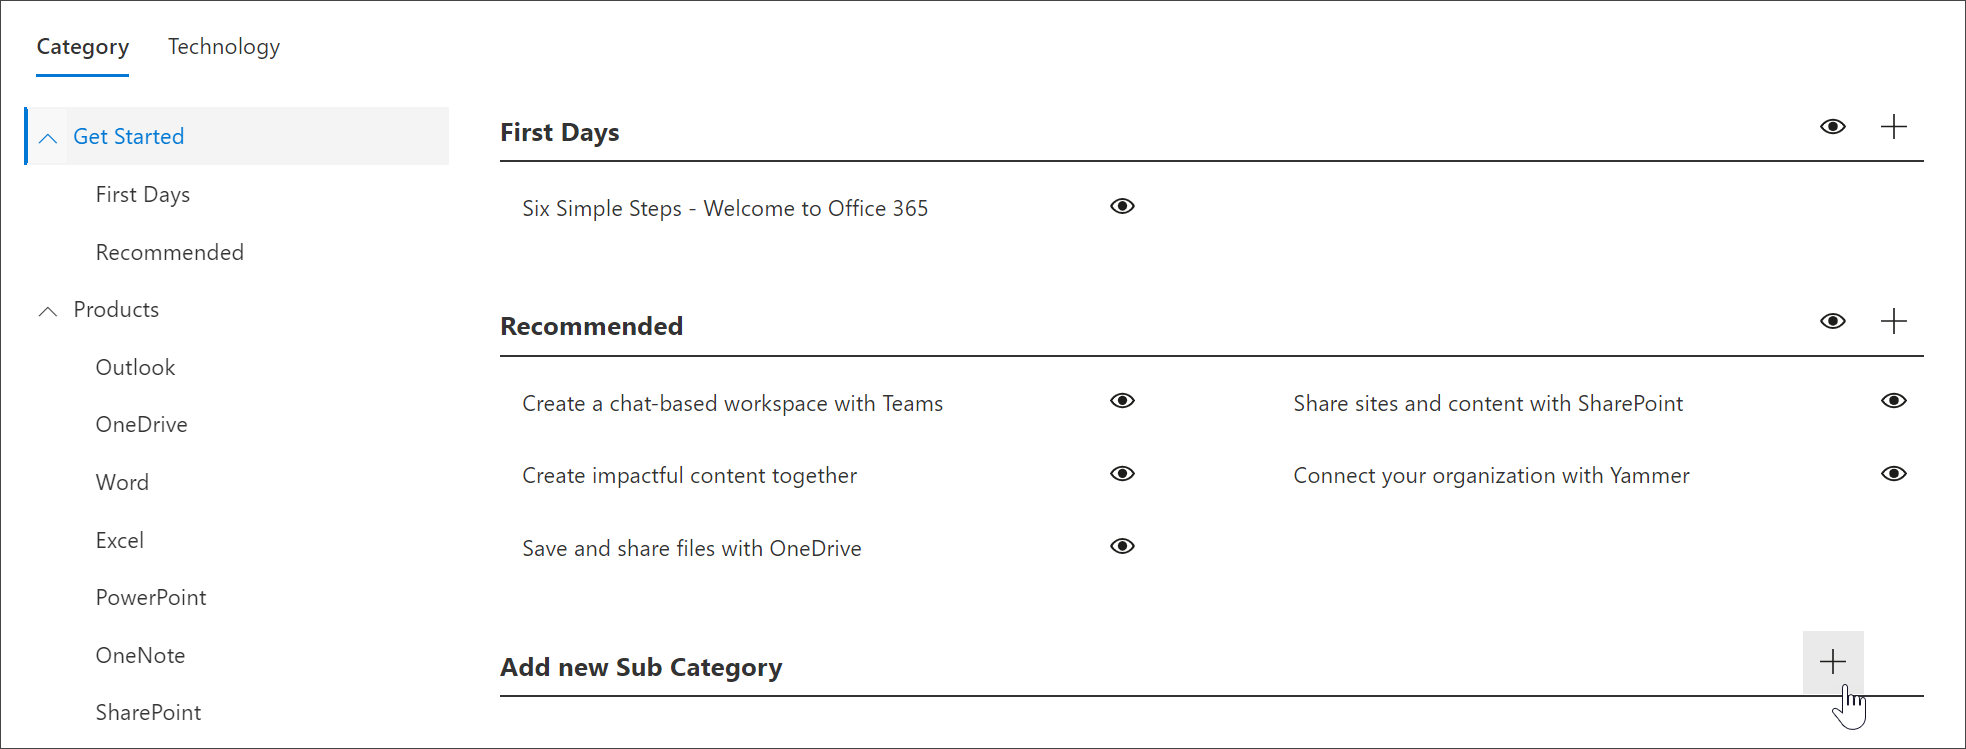 Category
Technology
Get Started
First Days
Recommended
Products
Outlook
OneDrive
Word
Excel
PowerPoint
OneNote
SharePoint
First Days
Six Simple Steps - Welcome to Office 365
Recommended
Create a chat-based workspace with Teams
Share sites and content with SharePoint
Create impactful content together
Connect your organization with Yammer
Save and share files with OneDrive
Add new Sub Category